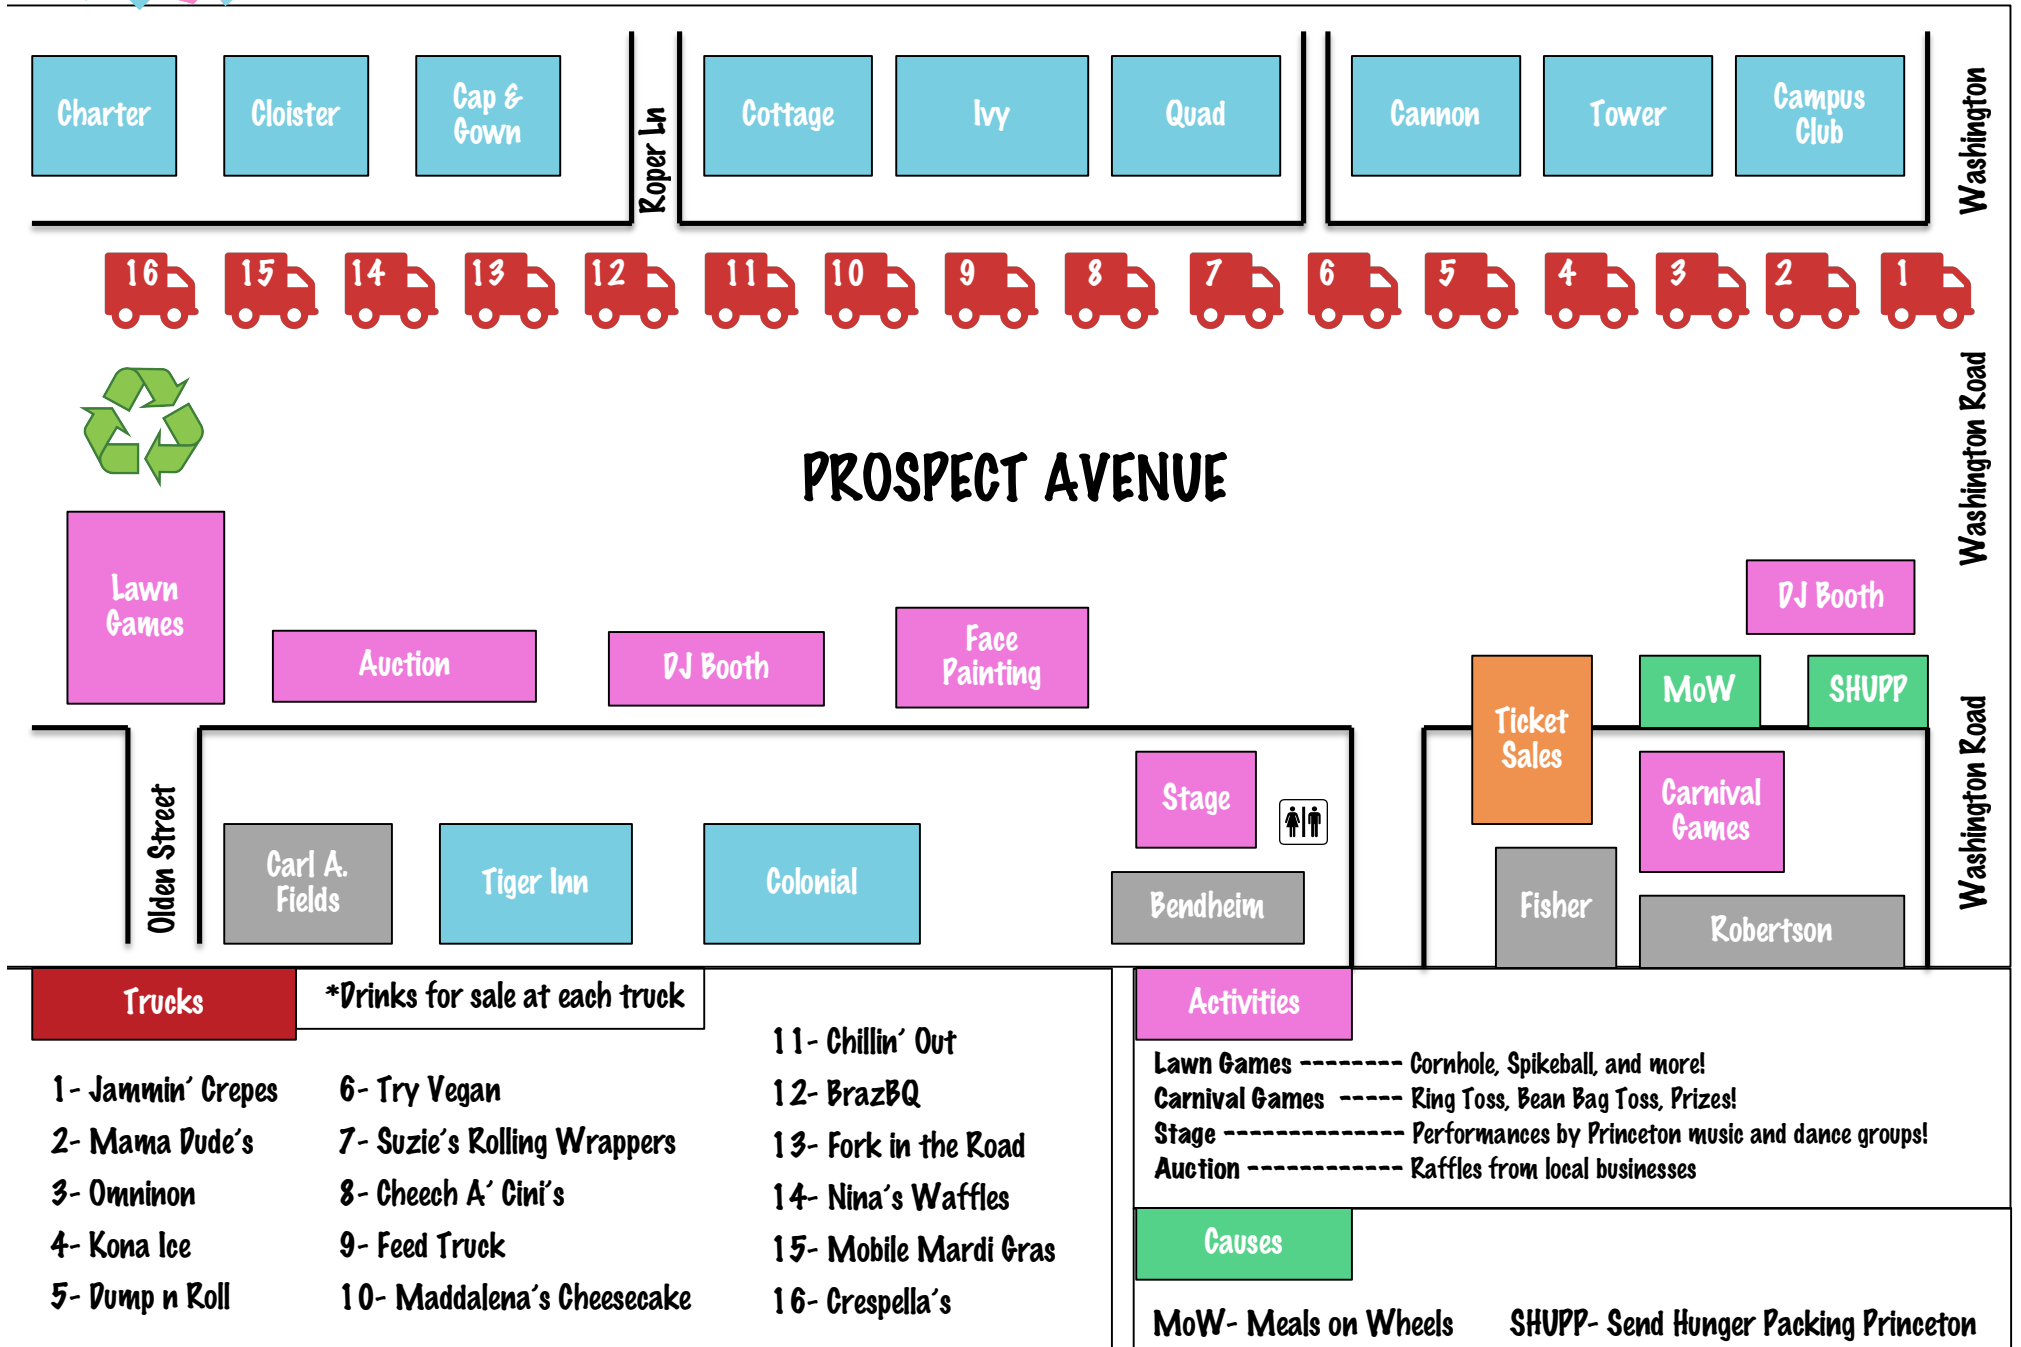 Charter
Cloister
Cap &
Gown
Roper Ln
Cottage
Ivy
Quad
Cannon
Tower
Campus
Club
Washington
16
15
14
13
12
11
10
9
8
7
6
5
4
3
2
1
Washington Road
PROSPECT AVENUE
Lawn
Games
Auction
DJ Booth
Face
Painting
DJ Booth
Ticket
Sales
MoW
SHUPP
Washington Road
Olden Street
Carl A.
Fields
Tiger Inn
Colonial
Stage
Bendheim
Carnival
Games
Fisher
Robertson
Trucks
*Drinks for sale at each truck
1- Jammin' Crepes
2- Mama Dude's
3- Omninon
4- Kona Ice
5- Dump n Roll
6- Try Vegan
7- Suzie's Rolling Wrappers
8- Cheech A' Cini's
9- Feed Truck
10- Maddalena's Cheesecake
11- Chillin' Out
12- BrazBQ
13- Fork in the Road
14- Nina's Waffles
15- Mobile Mardi Gras
16- Crespella's
Activities
Lawn Games -------- Cornhole, Spikeball, and more!
Carnival Games ----- Ring Toss, Bean Bag Toss, Prizes!
Stage -------------- Performances by Princeton music and dance groups!
Auction ------------ Raffles from local businesses
Causes
MoW- Meals on Wheels
SHUPP- Send Hunger Packing Princeton